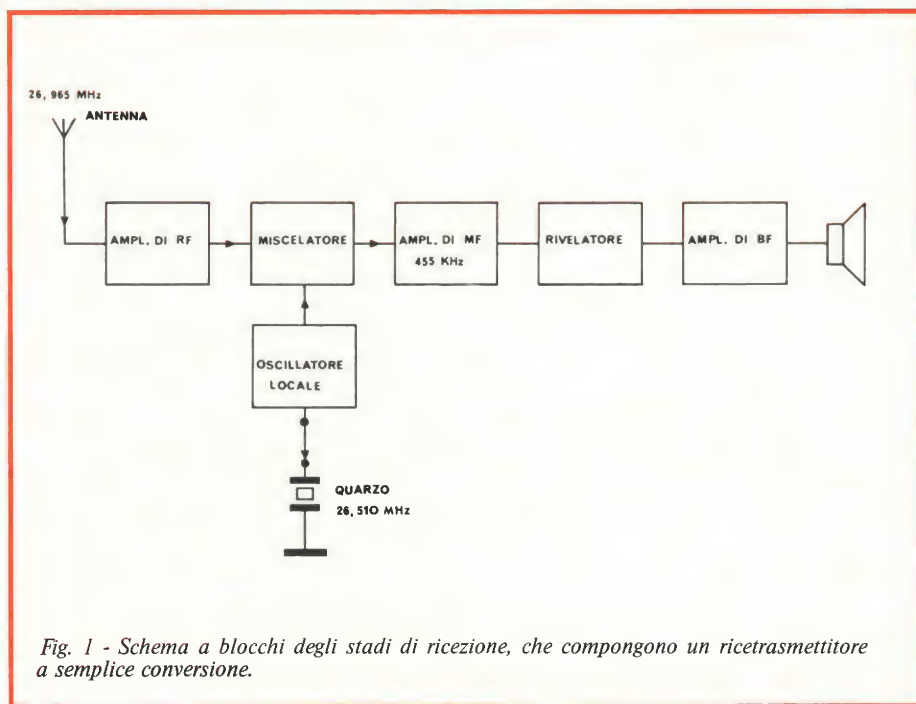 26, 965 MHz
ANTENNA
AMPL. DI RF
MISCELATORE
AMPL. DI MF
455 KHz
RIVELATORE
AMPL. DI BF
OSCILLATORE
LOCALE
QUARZO
26, 510 MHz
Fig. 1 - Schema a blocchi degli stadi di ricezione, che compongono un ricetrasmettitore
a semplice conversione.